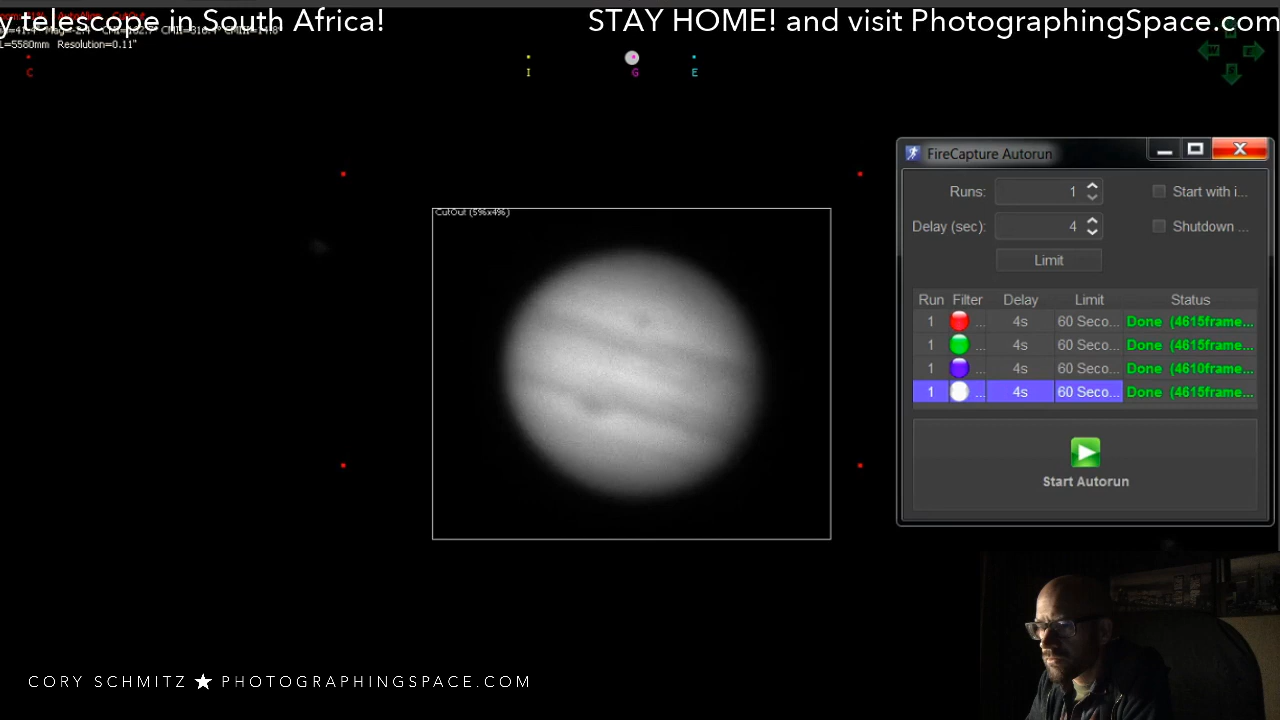 y telescope in South Africa!
STAY HOME! and visit PhotographingSpace.com
L=5580mm Resolution=0.11"
C
I
G
E
FireCapture Autorun
Runs: 1
Start with i...
Delay (sec): 4
Shutdown ...
Limit
Run Filter Delay Limit Status
1 ... 4s 60 Seco... Done (4615frame...
1 ... 4s 60 Seco... Done (4615frame...
1 ... 4s 60 Seco... Done (4610frame...
1 ... 4s 60 Seco... Done (4615frame...
Start Autorun
CutOut (5%x4%)
CORY SCHMITZ ★ PHOTOGRAPHINGSPACE.COM